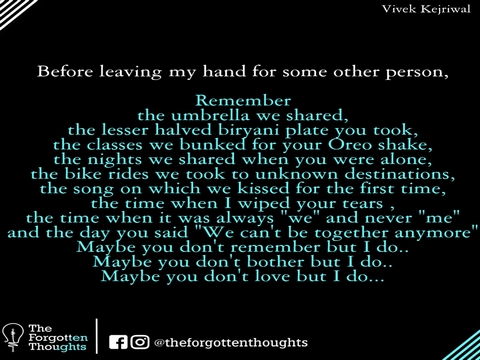 Vivek Kejriwal
Before leaving my hand for some other person,
Remember
the umbrella we shared,
the lesser halved biryani plate you took,
the classes we bunked for your Oreo shake,
the nights we shared when you were alone,
the bike rides we took to unknown destinations,
the song on which we kissed for the first time,
the time when I wiped your tears ,
the time when it was always "we" and never "me"
and the day you said "We can't be together anymore"
Maybe you don't remember but I do..
Maybe you don't bother but I do..
Maybe you don't love but I do...
The
Forgotten
Thoughts
@theforgottenthoughts